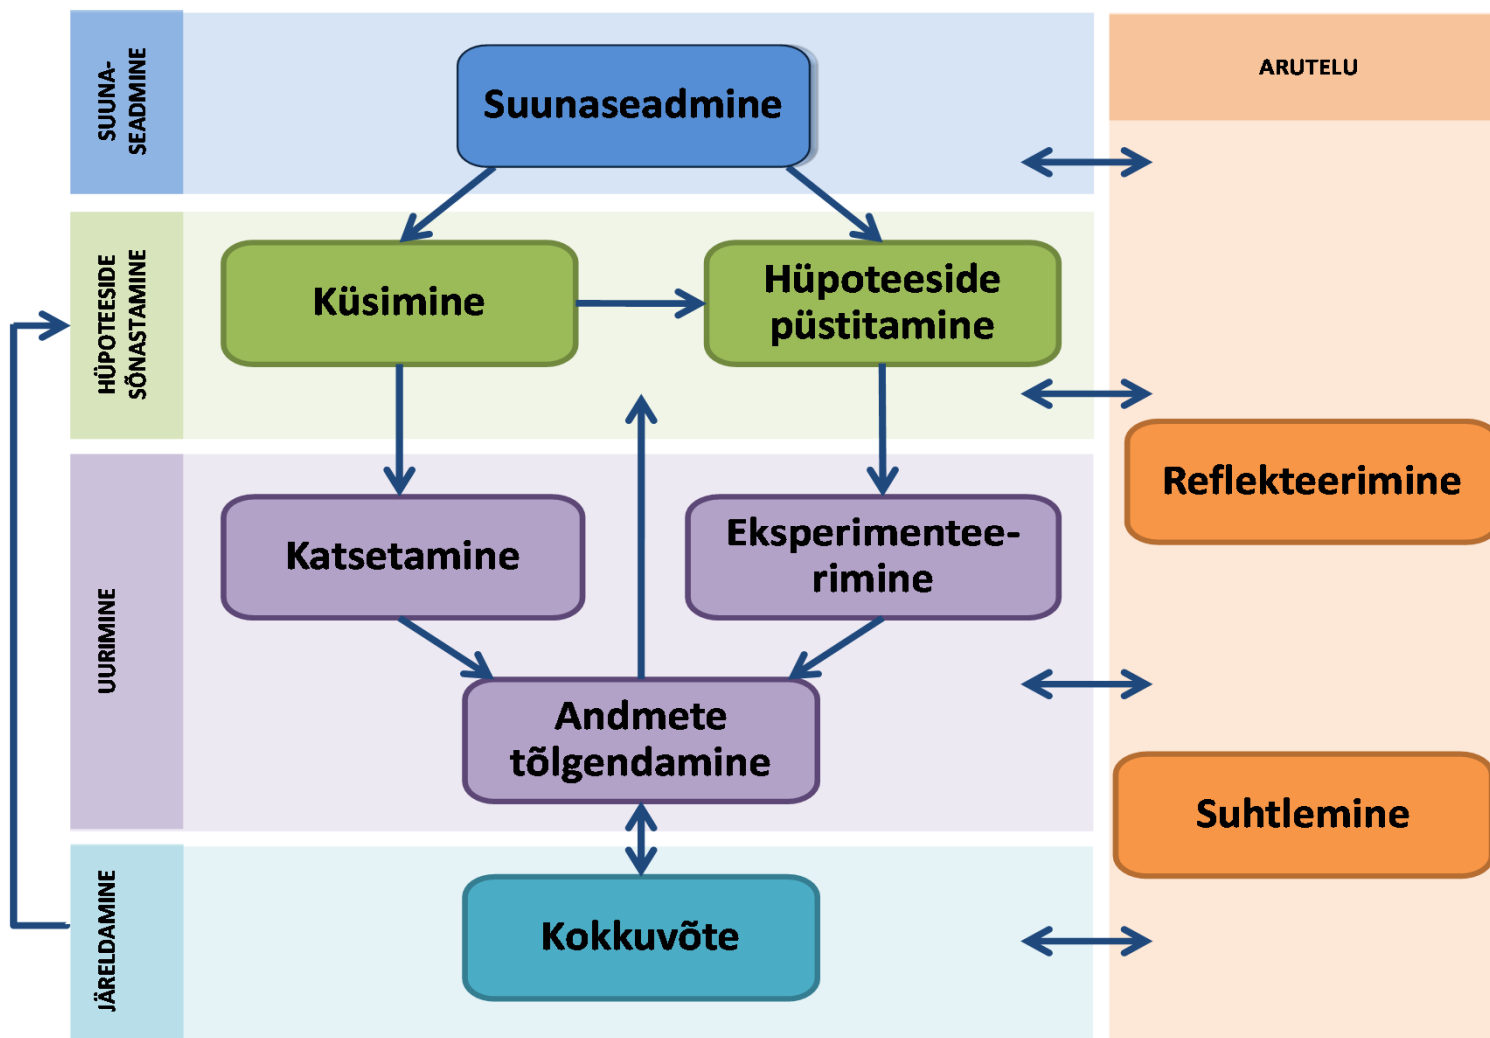 SUUNA-
SEADMINE
Suunaseadmine
ARUTELU
HÜPOTEESIDE
SÕNASTAMINE
Küsimine
Hüpoteeside
püstitamine
Reflekteerimine
UURIMINE
Katsetamine
Eksperimentee-
rimine
Andmete
tõlgendamine
Suhtlemine
JÄRELDAMINE
Kokkuvõte